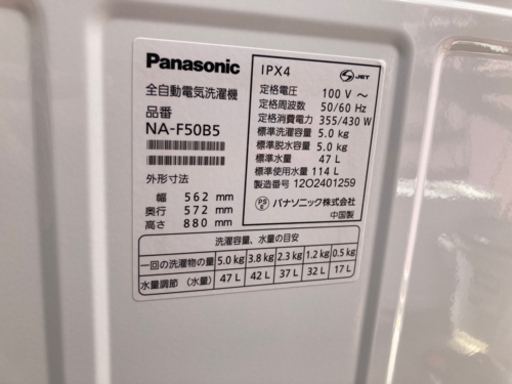 Panasonic
全自動電気洗濯機
品番
NA-F50B5
外形寸法
幅 562 mm
奥行 572 mm
高さ 880 mm
IPX4
JET
定格電圧 100 V ～
定格周波数 50/60 Hz
定格消費電力 355/430 W
標準洗濯容量 5.0 kg
標準脱水容量 5.0 kg
標準水量 47 L
標準使用水量 114 L
製造番号 12O2401259
PS E パナソニック株式会社
中国製
洗濯容量、水量の目安
一回の洗濯物の量 5.0 kg 3.8 kg 2.3 kg 1.2 kg 0.5 kg
水量調節 (水量) 47 L 42 L 37 L 32 L 17 L